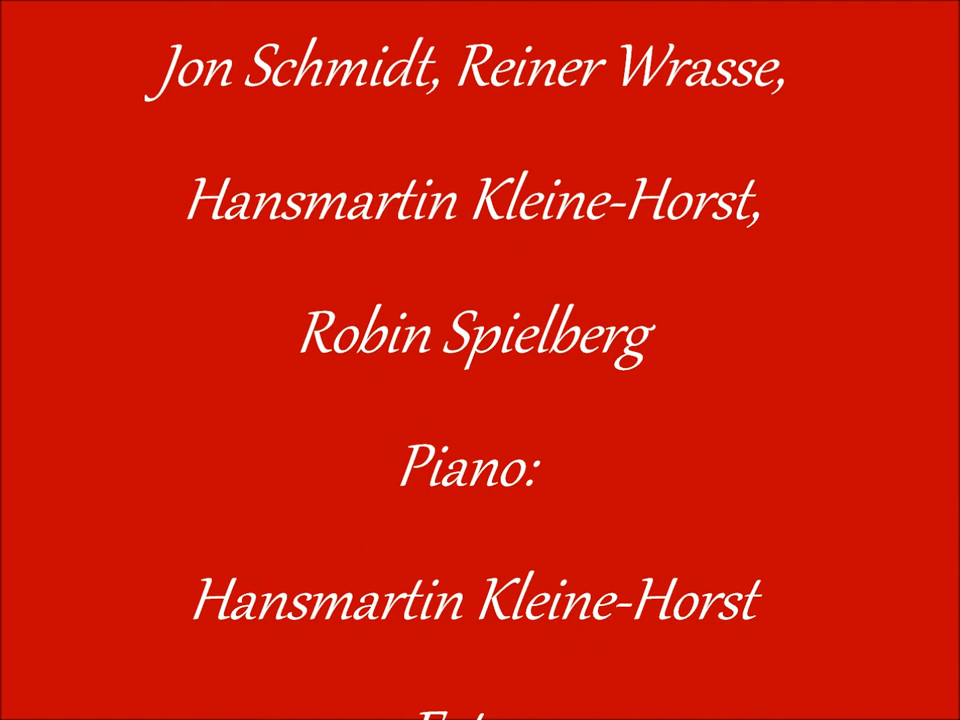 Jon Schmidt, Reiner Wrasse,
Hansmartin Kleine-Horst,
Robin Spielberg
Piano:
Hansmartin Kleine-Horst